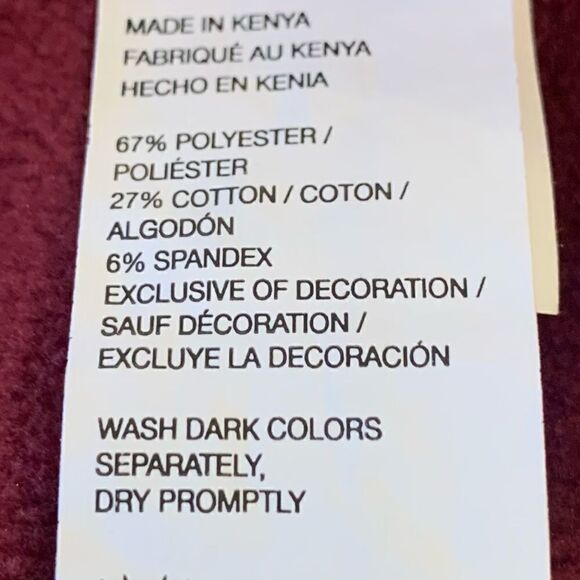 MADE IN KENYA
FABRIQUÉ AU KENYA
HECHO EN KENIA
67% POLYESTER /
POLIÉSTER
27% COTTON / COTON /
ALGODÓN
6% SPANDEX
EXCLUSIVE OF DECORATION /
SAUF DÉCORATION /
EXCLUYE LA DECORACIÓN
WASH DARK COLORS
SEPARATELY,
DRY PROMPTLY